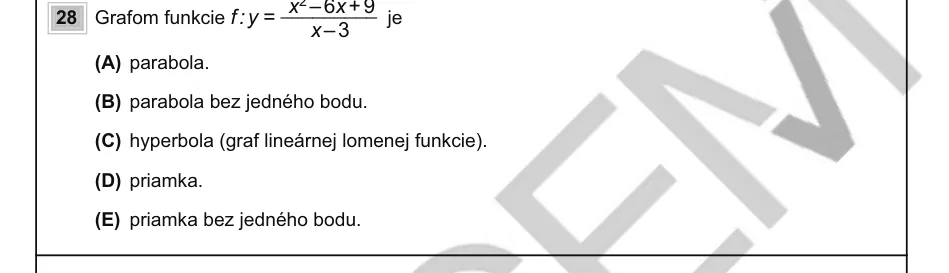 28 Grafom funkcie f : y = x² – 6x + 9 / x – 3 je
(A) parabola.
(B) parabola bez jedného bodu.
(C) hyperbola (graf lineárnej lomenej funkcie).
(D) priamka.
(E) priamka bez jedného bodu.